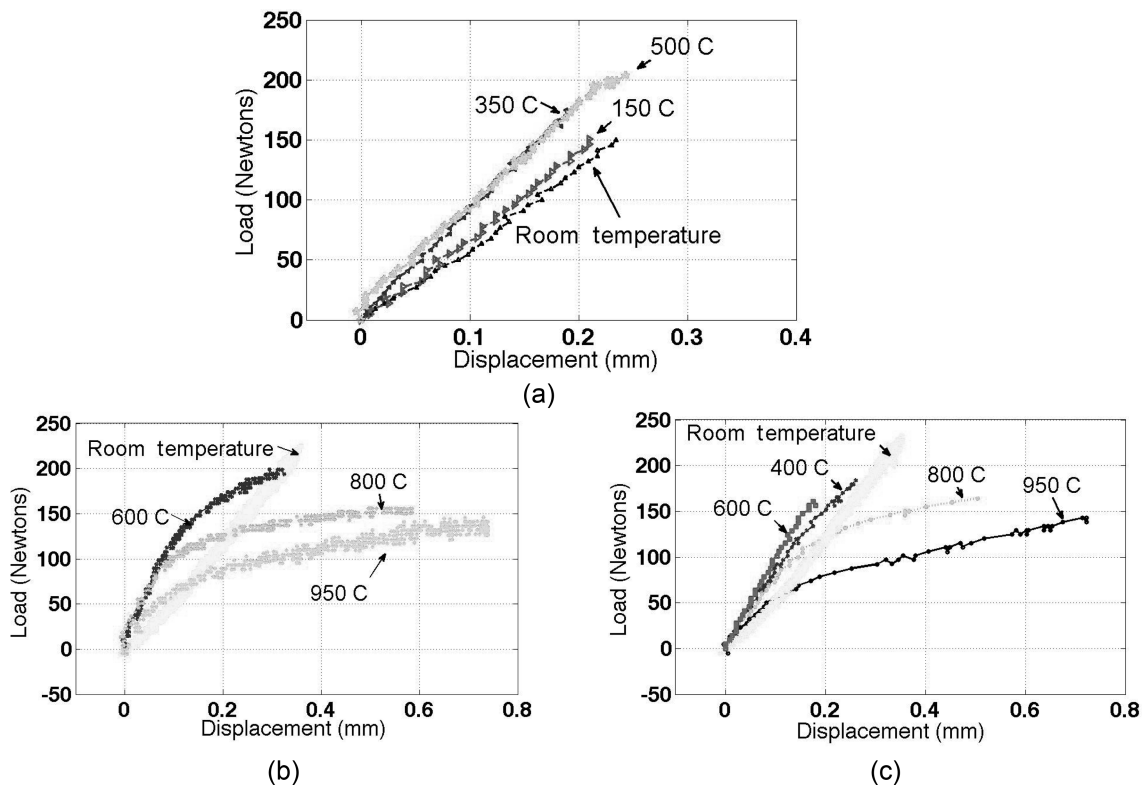 250
200
150
100
50
0
Load (Newtons)
500 C
350 C
150 C
Room temperature
0
0.1
0.2
0.3
0.4
Displacement (mm)
(a)
250
200
150
100
50
0
-50
Load (Newtons)
Room temperature
600 C
800 C
950 C
0
0.2
0.4
0.6
0.8
Displacement (mm)
(b)
250
200
150
100
50
0
-50
Load (Newtons)
Room temperature
400 C
600 C
800 C
950 C
0
0.2
0.4
0.6
0.8
Displacement (mm)
(c)